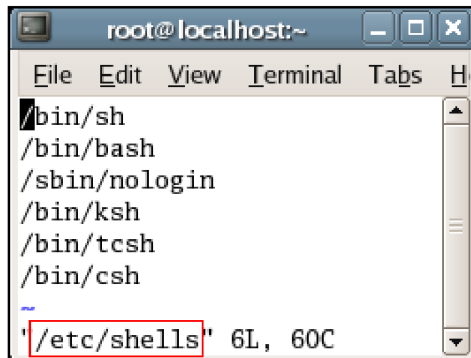 root@localhost:~
File Edit View Terminal Tabs H
/bin/sh
/bin/bash
/sbin/nologin
/bin/ksh
/bin/tcsh
/bin/csh
~
"/etc/shells" 6L, 60C